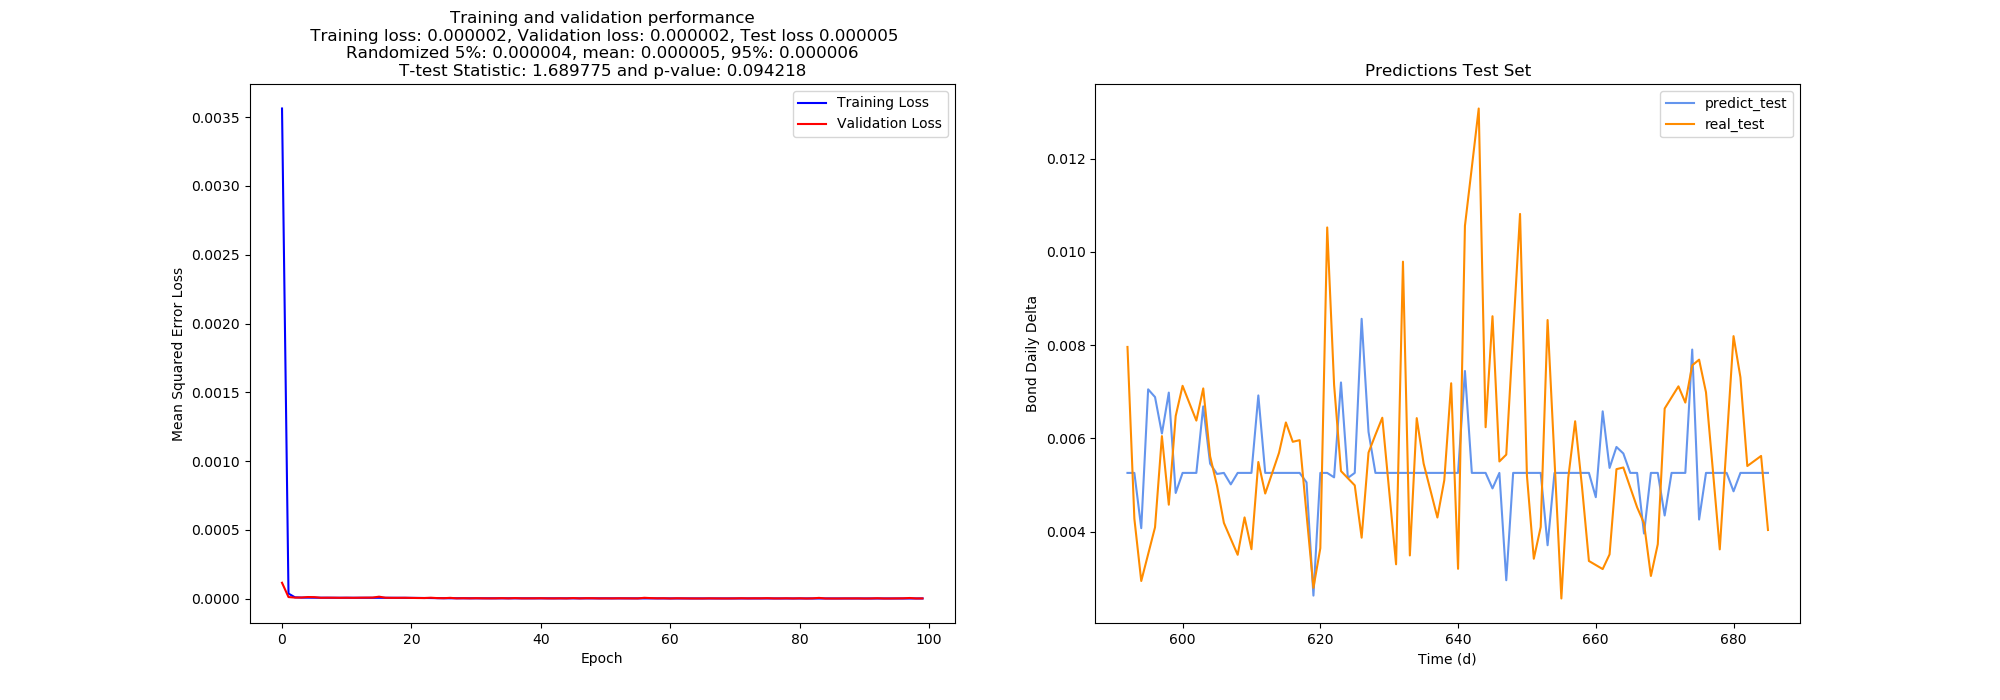 Training and validation performance
Training loss: 0.000002, Validation loss: 0.000002, Test loss 0.000005
Randomized 5%: 0.000004, mean: 0.000005, 95%: 0.000006
T-test Statistic: 1.689775 and p-value: 0.094218
Training Loss
Validation Loss
0.0035
0.0030
0.0025
0.0020
0.0015
0.0010
0.0005
0.0000
Mean Squared Error Loss
0 20 40 60 80 100
Epoch
Predictions Test Set
predict_test
real_test
0.012
0.010
0.008
0.006
0.004
Bond Daily Delta
600 620 640 660 680
Time (d)